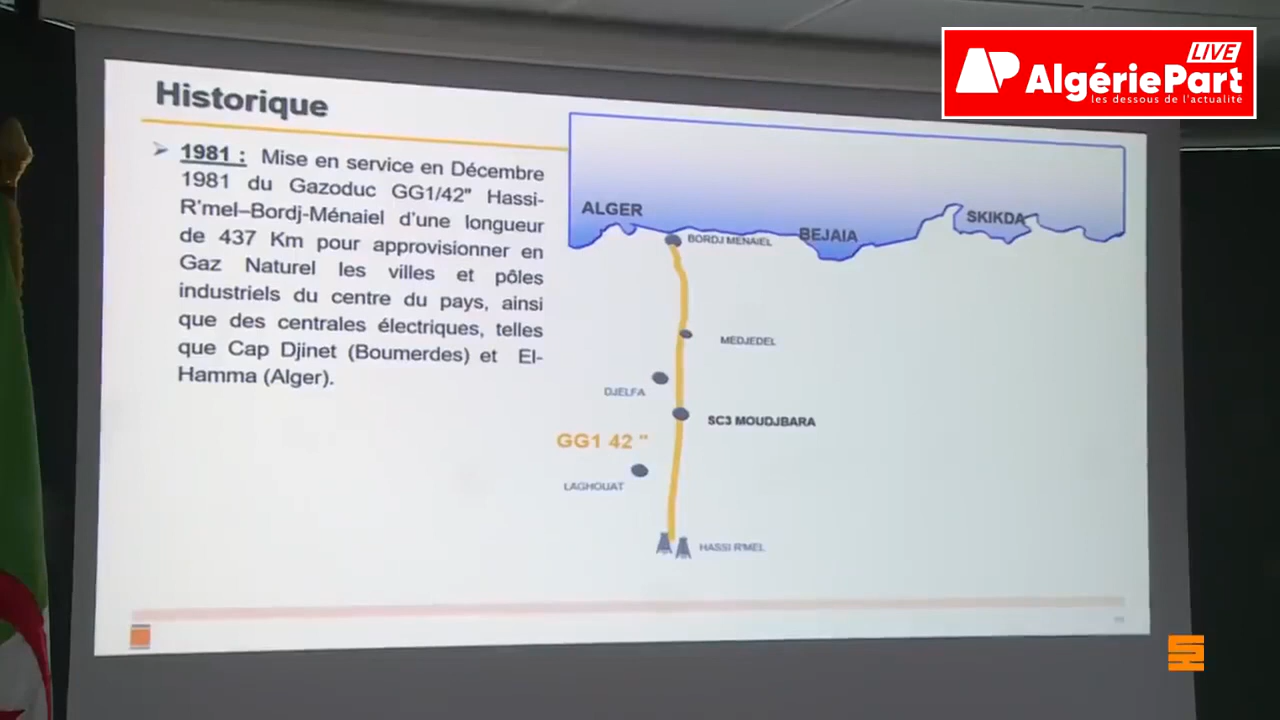 LIVE
AlgériePart
les dessous de l'actualité
Historique
1981 : Mise en service en Décembre
1981 du Gazoduc GG1/42" Hassi-
R'mel–Bordj-Ménaiel d'une longueur
de 437 Km pour approvisionner en
Gaz Naturel les villes et pôles
industriels du centre du pays, ainsi
que des centrales électriques, telles
que Cap Djinet (Boumerdes) et El-
Hamma (Alger).
ALGER
BORDJ MENAIEL
BEJAIA
SKIKDA
MEDJEDEL
DJELFA
SC3 MOUDJBARA
GG1 42 "
LAGHOUAT
HASSI R'MEL